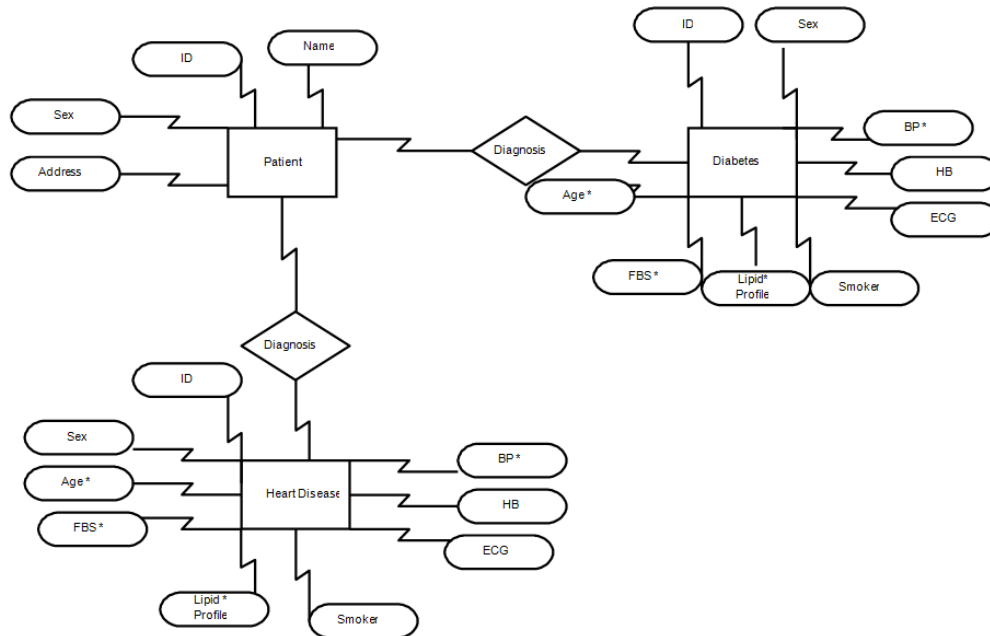 Name
ID
ID
Sex
Sex
BP*
Patient
Diagnosis
Diabetes
Address
HB
Age *
ECG
FBS *
Lipid*
Profile
Smoker
Diagnosis
ID
Sex
BP*
Age *
Heart Disease
HB
FBS *
ECG
Lipid *
Profile
Smoker